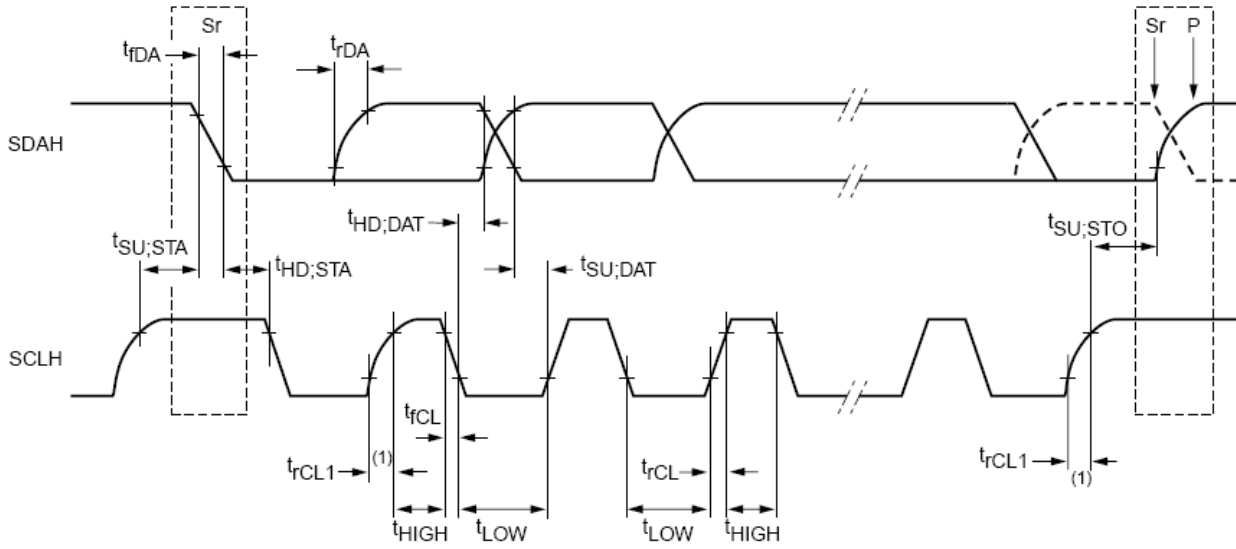 Sr
Sr P
tfDA
trDA
SDAH
tHD;DAT
tSU;STA
tHD;STA
tSU;DAT
tSU;STO
SCLH
tfCL
trCL1
(1)
trCL
trCL1
(1)
tHIGH
tLOW
tLOW
tHIGH